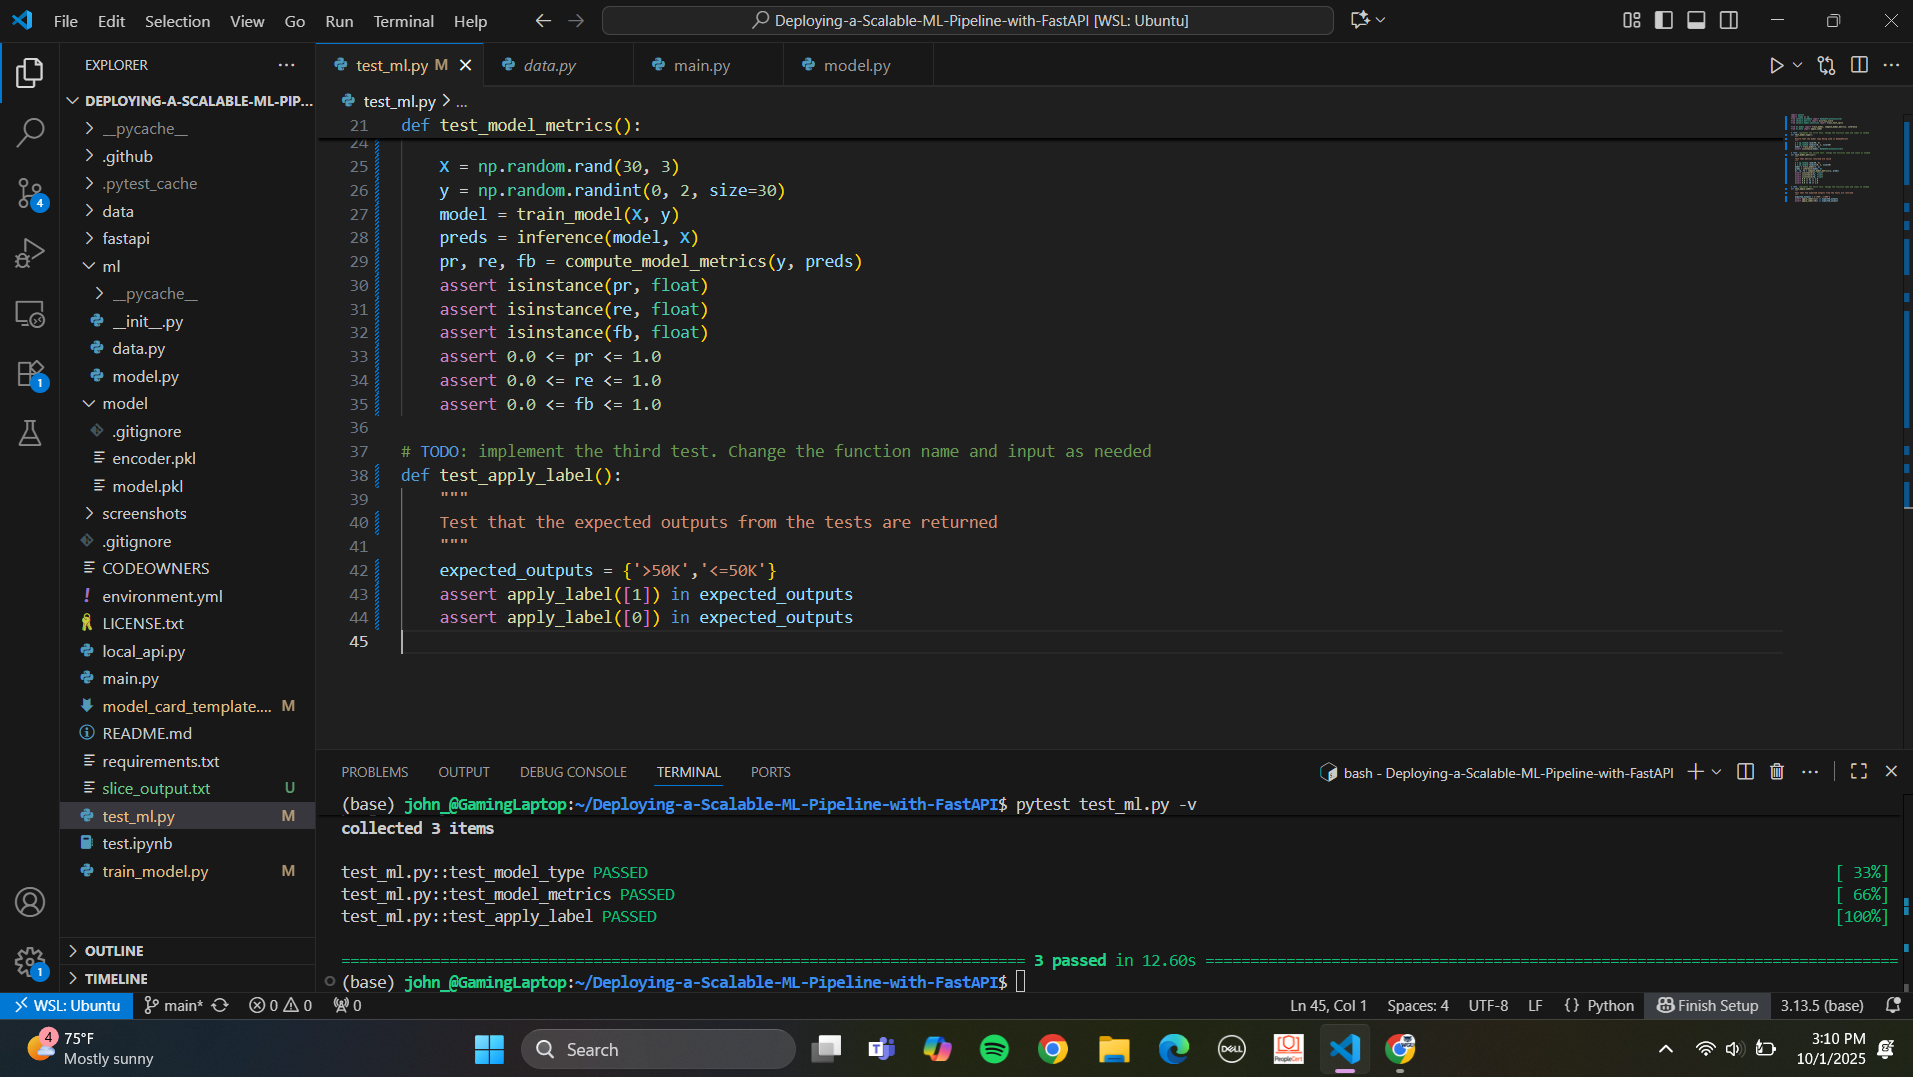 File Edit Selection View Go Run Terminal Help
Deploying-a-Scalable-ML-Pipeline-with-FastAPI [WSL: Ubuntu]
EXPLORER
DEPLOYING-A-SCALABLE-ML-PIP...
__pycache__
.github
.pytest_cache
data
fastapi
ml
__pycache__
__init__.py
data.py
model.py
model
.gitignore
encoder.pkl
model.pkl
screenshots
.gitignore
CODEOWNERS
environment.yml
LICENSE.txt
local_api.py
main.py
model_card_template.... M
README.md
requirements.txt
slice_output.txt U
test_ml.py M
test.ipynb
train_model.py M
OUTLINE
TIMELINE
4
1
1
test_ml.py M data.py main.py model.py
test_ml.py > ...
21 def test_model_metrics():
24
25 X = np.random.rand(30, 3)
26 y = np.random.randint(0, 2, size=30)
27 model = train_model(X, y)
28 preds = inference(model, X)
29 pr, re, fb = compute_model_metrics(y, preds)
30 assert isinstance(pr, float)
31 assert isinstance(re, float)
32 assert isinstance(fb, float)
33 assert 0.0 <= pr <= 1.0
34 assert 0.0 <= re <= 1.0
35 assert 0.0 <= fb <= 1.0
36
37 # TODO: implement the third test. Change the function name and input as needed
38 def test_apply_label():
39 """
40 Test that the expected outputs from the tests are returned
41 """
42 expected_outputs = {'>50K','<=50K'}
43 assert apply_label([1]) in expected_outputs
44 assert apply_label([0]) in expected_outputs
45
PROBLEMS OUTPUT DEBUG CONSOLE TERMINAL PORTS
bash - Deploying-a-Scalable-ML-Pipeline-with-FastAPI
(base) john_@GamingLaptop:~/Deploying-a-Scalable-ML-Pipeline-with-FastAPI$ pytest test_ml.py -v
collected 3 items
test_ml.py::test_model_type PASSED [ 33%]
test_ml.py::test_model_metrics PASSED [ 66%]
test_ml.py::test_apply_label PASSED [100%]
3 passed in 12.60s
(base) john_@GamingLaptop:~/Deploying-a-Scalable-ML-Pipeline-with-FastAPI$
WSL: Ubuntu main* 0 0 0 Ln 45, Col 1 Spaces: 4 UTF-8 LF {} Python Finish Setup 3.13.5 (base)
4
75°F
Mostly sunny
Search
DELL
PeopleCert
3:10 PM
10/1/2025